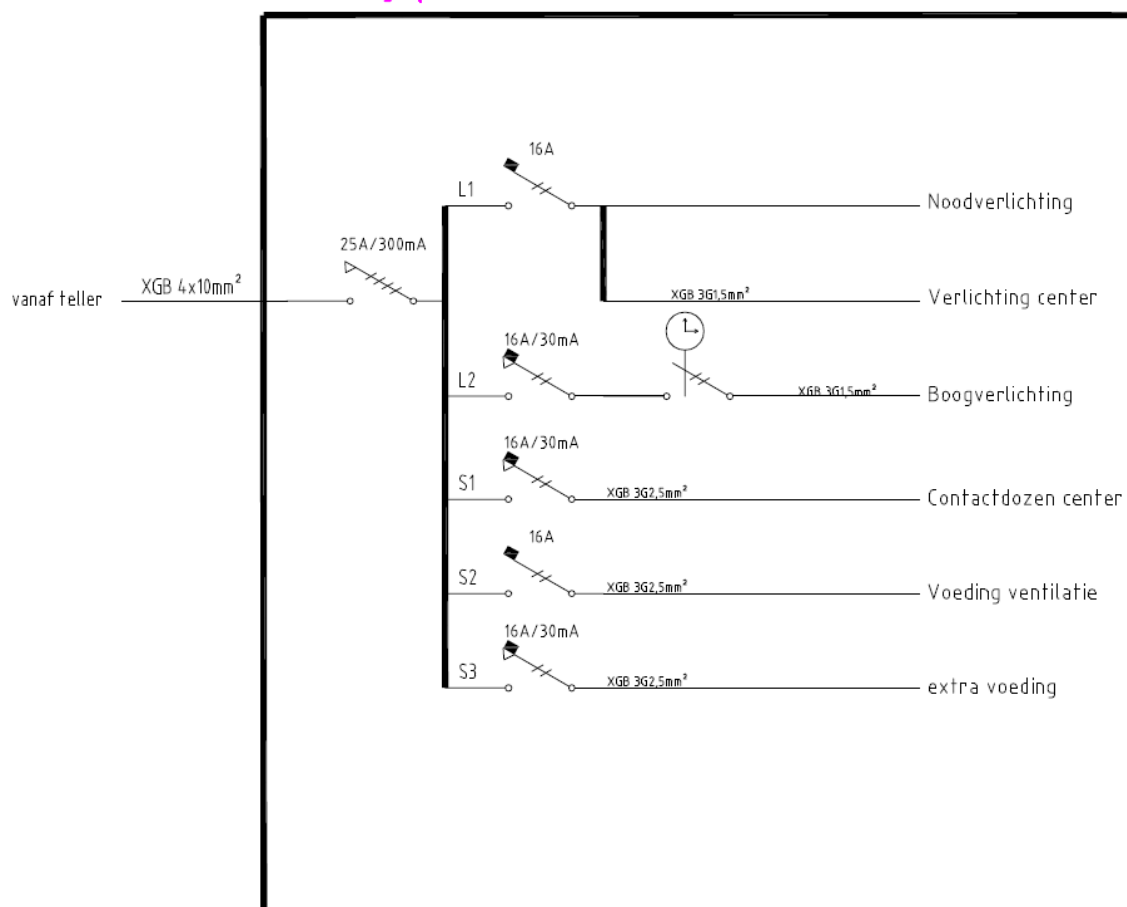 16A
L1
Noodverlichting
25A/300mA
XGB 4x10mm²
vanaf teller
XGB 3G1,5mm²
Verlichting center
16A/30mA
L2
XGB 3G1,5mm²
Boogverlichting
16A/30mA
S1
XGB 3G2,5mm²
Contactdozen center
16A
S2
XGB 3G2,5mm²
Voeding ventilatie
16A/30mA
S3
XGB 3G2,5mm²
extra voeding